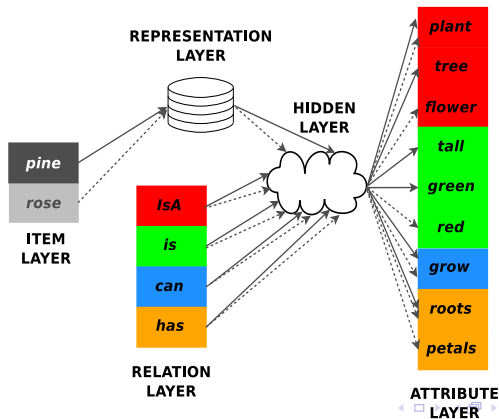 REPRESENTATION
LAYER
HIDDEN
LAYER
pine
rose
ITEM
LAYER
IsA
is
can
has
RELATION
LAYER
plant
tree
flower
tall
green
red
grow
roots
petals
ATTRIBUTE
LAYER